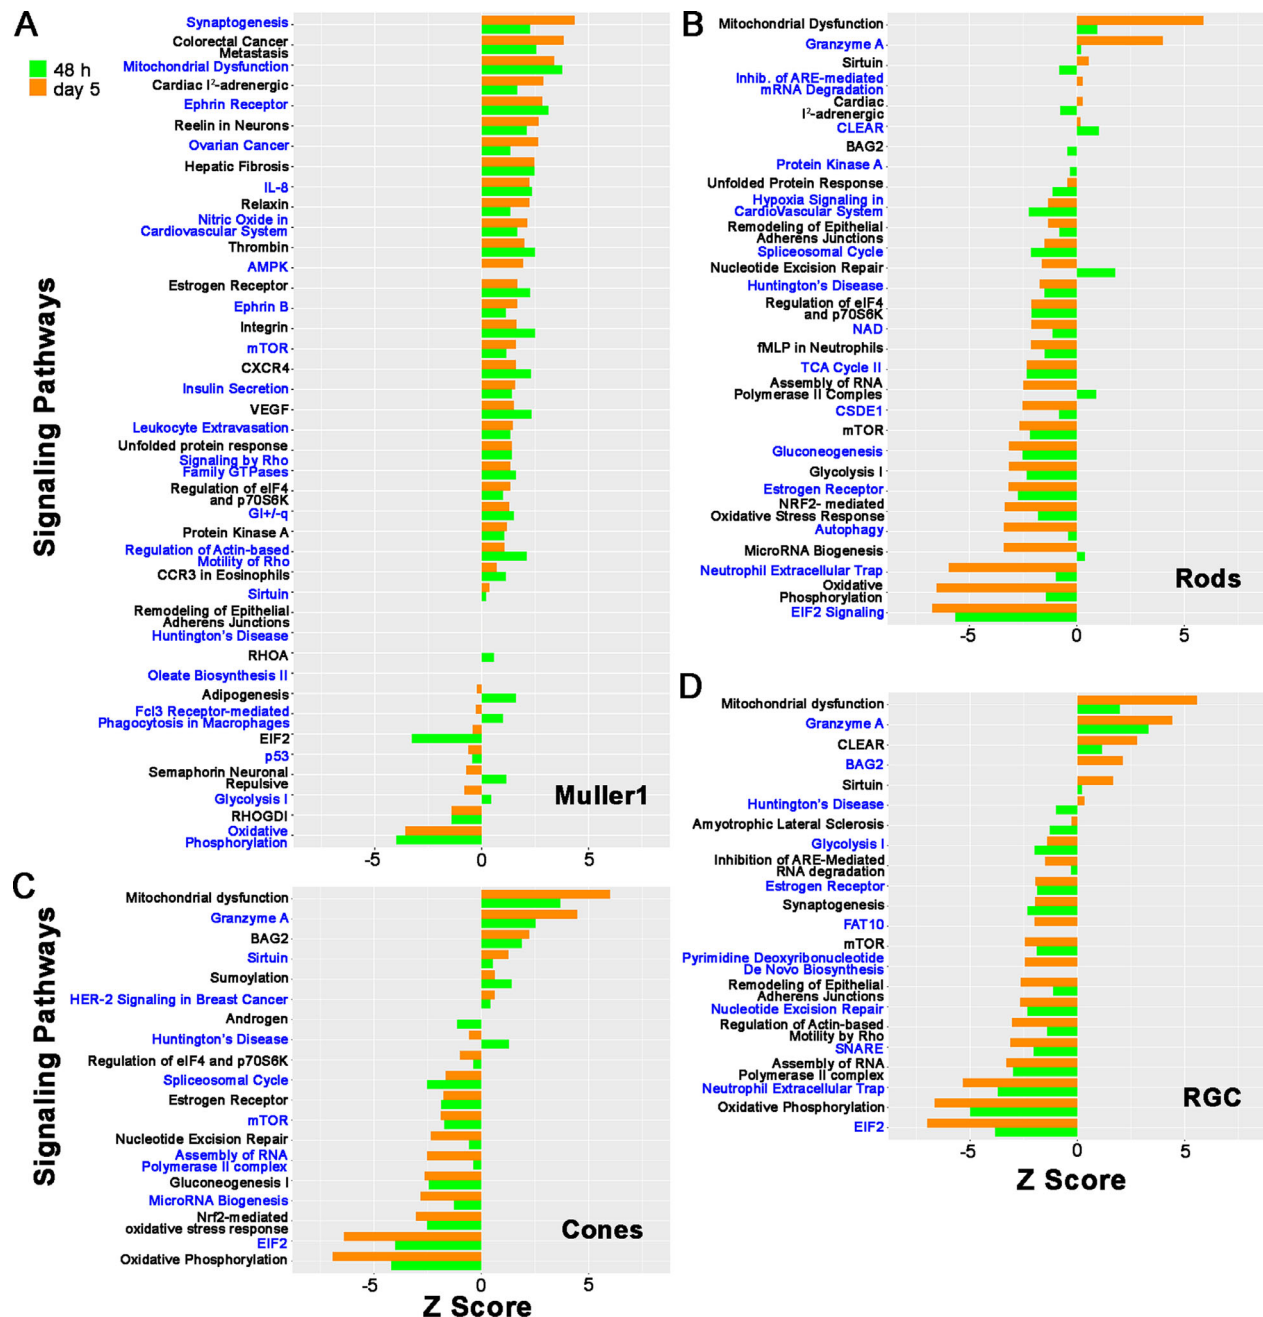 A
48 h
day 5
Signaling Pathways
Synaptogenesis
Colorectal Cancer
Metastasis
Mitochondrial Dysfunction
Cardiac I²-adrenergic
Ephrin Receptor
Reelin in Neurons
Ovarian Cancer
Hepatic Fibrosis
IL-8
Relaxin
Nitric Oxide in
Cardiovascular System
Thrombin
AMPK
Estrogen Receptor
Ephrin B
Integrin
mTOR
CXCR4
Insulin Secretion
VEGF
Leukocyte Extravasation
Unfolded protein response
Signaling by Rho
Family GTPases
Regulation of eIF4
and p70S6K
GI+/-q
Protein Kinase A
Regulation of Actin-based
Motility of Rho
CCR3 in Eosinophils
Sirtuin
Remodeling of Epithelial
Adherens Junctions
Huntington's Disease
RHOA
Oleate Biosynthesis II
Adipogenesis
FcI3 Receptor-mediated
Phagocytosis in Macrophages
EIF2
p53
Semaphorin Neuronal
Repulsive
Glycolysis I
RHOGDI
Oxidative
Phosphorylation
Muller1
-5 0 5
B
Mitochondrial Dysfunction
Granzyme A
Sirtuin
Inhib. of ARE-mediated
mRNA Degradation
Cardiac
I²-adrenergic
CLEAR
BAG2
Protein Kinase A
Unfolded Protein Response
Hypoxia Signaling in
CardioVascular System
Remodeling of Epithelial
Adherens Junctions
Spliceosomal Cycle
Nucleotide Excision Repair
Huntington's Disease
Regulation of eIF4
and p70S6K
NAD
fMLP in Neutrophils
TCA Cycle II
Assembly of RNA
Polymerase II Complex
CSDE1
mTOR
Gluconeogenesis
Glycolysis I
Estrogen Receptor
NRF2- mediated
Oxidative Stress Response
Autophagy
MicroRNA Biogenesis
Neutrophil Extracellular Trap
Oxidative
Phosphorylation
EIF2 Signaling
Rods
-5 0 5
C
Signaling Pathways
Mitochondrial dysfunction
Granzyme A
BAG2
Sirtuin
Sumoylation
HER-2 Signaling in Breast Cancer
Androgen
Huntington's Disease
Regulation of eIF4 and p70S6K
Spliceosomal Cycle
Estrogen Receptor
mTOR
Nucleotide Excision Repair
Assembly of RNA
Polymerase II complex
Gluconeogenesis I
MicroRNA Biogenesis
Nrf2-mediated
oxidative stress response
EIF2
Oxidative Phosphorylation
Cones
-5 0 5
Z Score
D
Mitochondrial dysfunction
Granzyme A
CLEAR
BAG2
Sirtuin
Huntington's Disease
Amyotrophic Lateral Sclerosis
Glycolysis I
Inhibition of ARE-Mediated
RNA degradation
Estrogen Receptor
Synaptogenesis
FAT10
mTOR
Pyrimidine Deoxyribonucleotide
De Novo Biosynthesis
Remodeling of Epithelial
Adherens Junctions
Nucleotide Excision Repair
Regulation of Actin-based
Motility by Rho
SNARE
Assembly of RNA
Polymerase II complex
Neutrophil Extracellular Trap
Oxidative Phosphorylation
EIF2
RGC
-5 0 5
Z Score